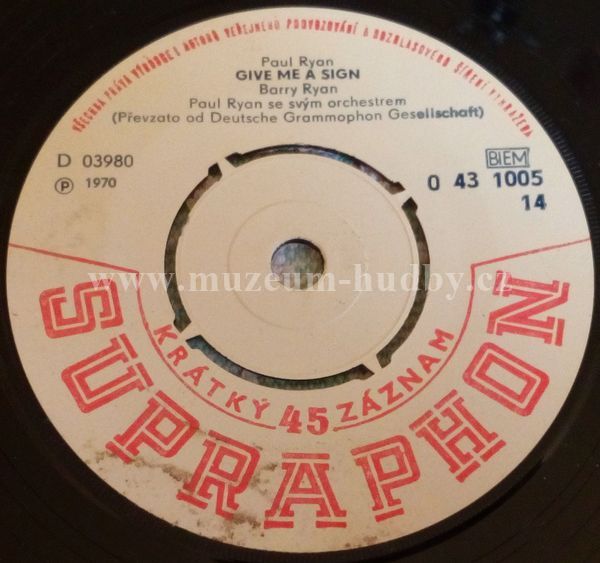 VŠECHNA PRÁVA VÝROBCE I AUTORA VEŘEJNÉHO PROVOZOVÁNÍ A ROZHLASOVÉHO ŠÍŘENÍ VYHRAŽENA
Paul Ryan
GIVE ME A SIGN
Barry Ryan
Paul Ryan se svým orchestrem
(Převzato od Deutsche Grammophon Gesellschaft)
D 03980
℗ 1970
BIEM
0 43 1005
14
www.muzeum-hudby.cz
KRÁTKÝ 45 ZÁZNAM
SUPRAPHON